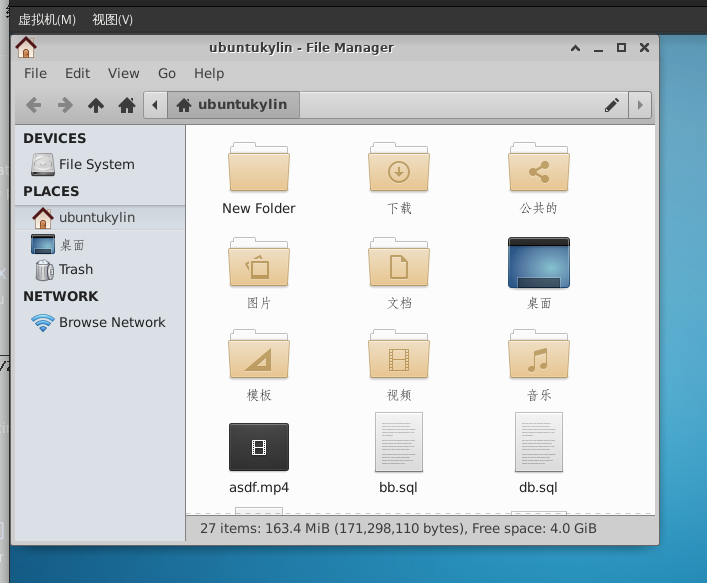 虚拟机(M) 视图(V)
ubuntukylin - File Manager
File Edit View Go Help
ubuntukylin
DEVICES
File System
PLACES
ubuntukylin
桌面
Trash
NETWORK
Browse Network
New Folder 下载 公共的
图片 文档 桌面
模板 视频 音乐
asdf.mp4 bb.sql db.sql
27 items: 163.4 MiB (171,298,110 bytes), Free space: 4.0 GiB